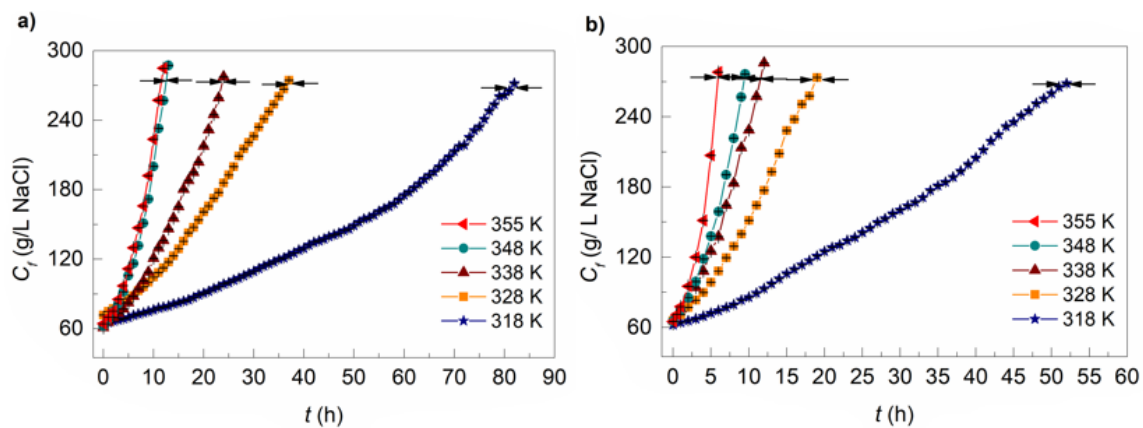 a)
300
240
180
120
60
C_f (g/L NaCl)
355 K
348 K
338 K
328 K
318 K
0 10 20 30 40 50 60 70 80 90
t (h)
b)
300
240
180
120
60
C_f (g/ L NaCl)
355 K
348 K
338 K
328 K
318 K
0 5 10 15 20 25 30 35 40 45 50 55 60
t (h)